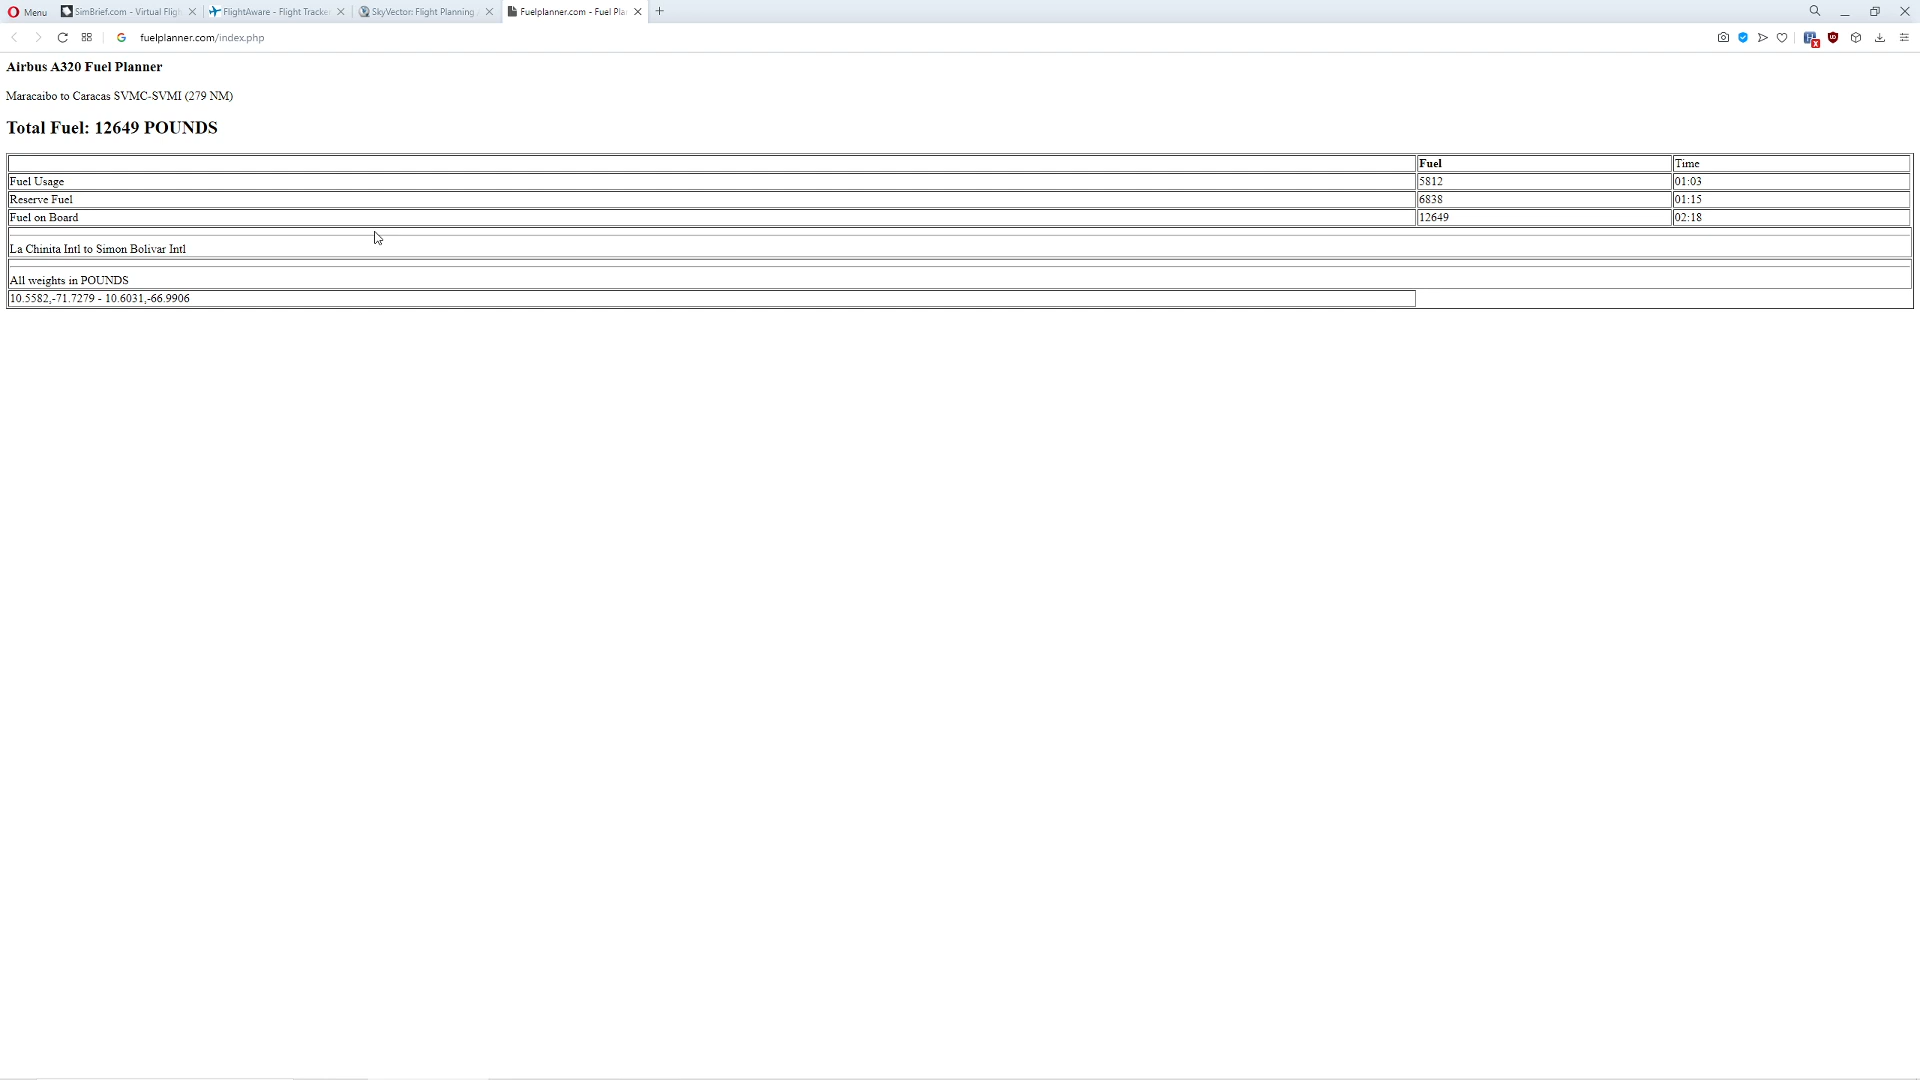 Menu SimBrief.com - Virtual Fligh FlightAware - Flight Tracke SkyVector: Flight Planning Fuelplanner.com - Fuel Pla
fuelplanner.com/index.php
Airbus A320 Fuel Planner
Maracaibo to Caracas SVMC-SVMI (279 NM)
Total Fuel: 12649 POUNDS
Fuel Time
Fuel Usage 5812 01:03
Reserve Fuel 6838 01:15
Fuel on Board 12649 02:18
La Chinita Intl to Simon Bolivar Intl
All weights in POUNDS
10.5582,-71.7279 - 10.6031,-66.9906